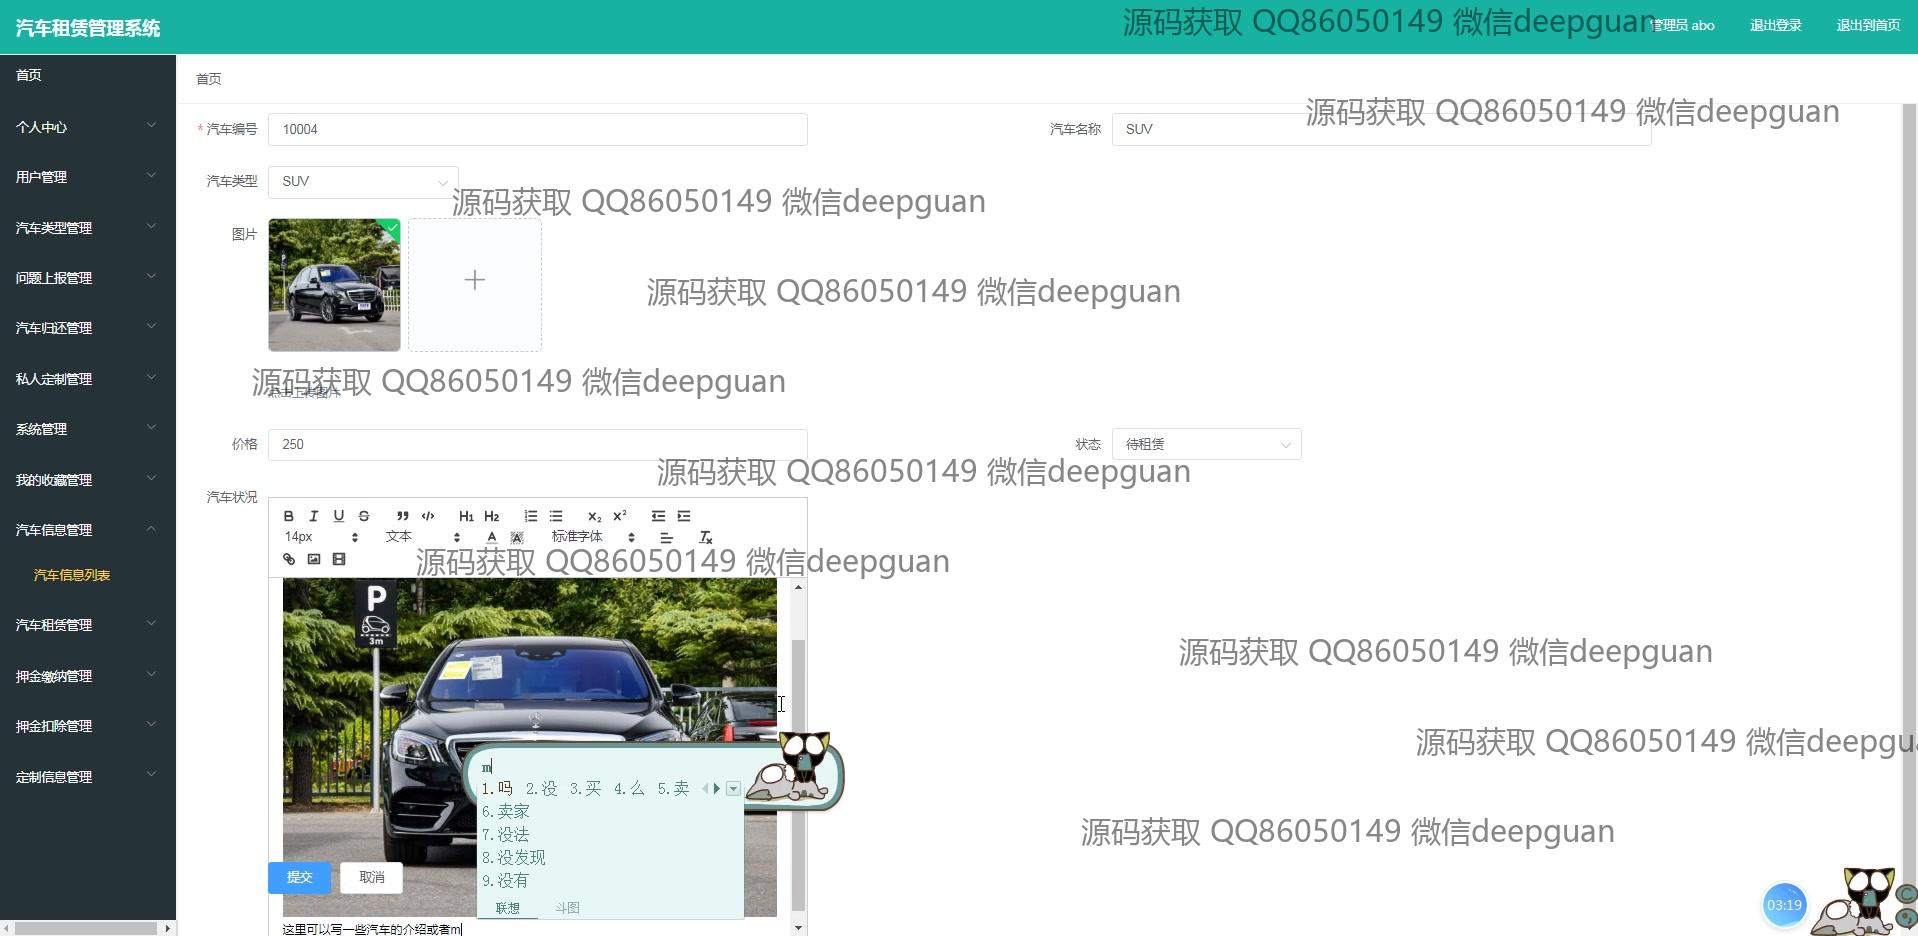 汽车租赁管理系统
源码获取 QQ86050149 微信deepguan
管理员 abo
退出登录
退出到首页
首页
个人中心
用户管理
汽车类型管理
问题上报管理
汽车归还管理
私人定制管理
系统管理
我的收藏管理
汽车信息管理
汽车信息列表
汽车租赁管理
押金缴纳管理
押金扣除管理
定制信息管理
首页
源码获取 QQ86050149 微信deepguan
* 汽车编号 10004
汽车名称 SUV
汽车类型 SUV
源码获取 QQ86050149 微信deepguan
图片
源码获取 QQ86050149 微信deepguan
源码获取 QQ86050149 微信deepguan
点击上传图片
价格 250
状态 待租赁
源码获取 QQ86050149 微信deepguan
汽车状况
B I U S ” </> H1 H2 X2 X2
14px 文本 A A 标准字体 Tx
源码获取 QQ86050149 微信deepguan
P
3m
源码获取 QQ86050149 微信deepguan
源码获取 QQ86050149 微信deepgu
m
1.吗 2.没 3.买 4.么 5.卖
6.卖家
7.没法
8.没发现
9.没有
联想 斗图
源码获取 QQ86050149 微信deepguan
提交 取消
03:19
这里可以写一些汽车的介绍或者m